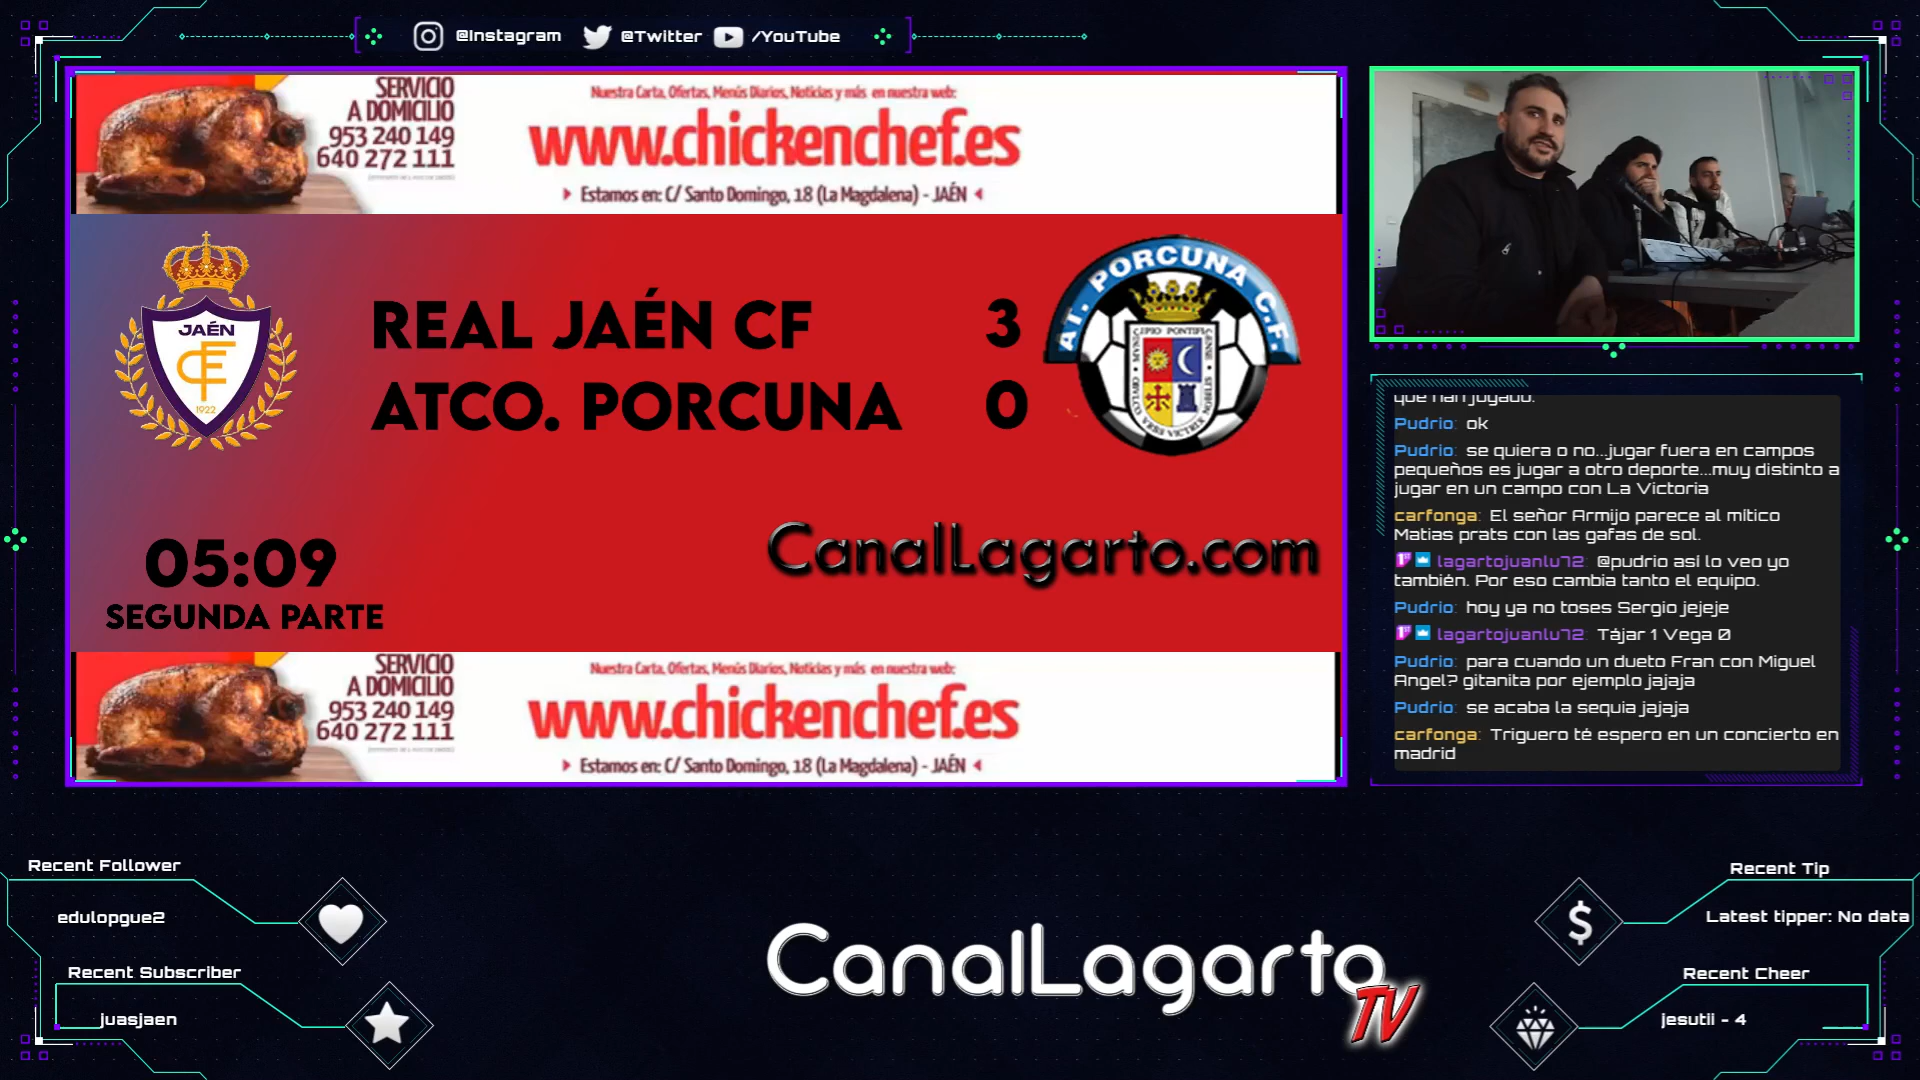 @Instagram
@Twitter
/YouTube
SERVICIO
A DOMICILIO
953 240 149
640 272 111
Nuestra Carta, Ofertas, Menús Diarios, Noticias y más en nuestra web:
www.chickenchef.es
Estamos en: C/ Santo Domingo, 18 (La Magdalena) - JAÉN
JAÉN
CF
1922
REAL JAÉN CF 3
ATCO. PORCUNA 0
AT. PORCUNA C.F.
05:09
SEGUNDA PARTE
CanalLagarto.com
SERVICIO
A DOMICILIO
953 240 149
640 272 111
Nuestra Carta, Ofertas, Menús Diarios, Noticias y más en nuestra web:
www.chickenchef.es
Estamos en: C/ Santo Domingo, 18 (La Magdalena) - JAÉN
que han jugado.
Pudrio: ok
Pudrio: se quiera o no...jugar fuera en campos
pequeños es jugar a otro deporte...muy distinto a
jugar en un campo con La Victoria
carfonga: El señor Armijo parece al mítico
Matias prats con las gafas de sol.
lagartojuanlu72: @pudrio asi lo veo yo
también. Por eso cambia tanto el equipo.
Pudrio: hoy ya no toses Sergio jejeje
lagartojuanlu72: Tájar 1 Vega 0
Pudrio: para cuando un dueto Fran con Miguel
Angel? gitanita por ejemplo jajaja
Pudrio: se acaba la sequia jajaja
carfonga: Triguero té espero en un concierto en
madrid
Recent Follower
edulopgue2
Recent Subscriber
juasjaen
CanalLagarto
TV
Recent Tip
Latest tipper: No data
Recent Cheer
jesutii - 4